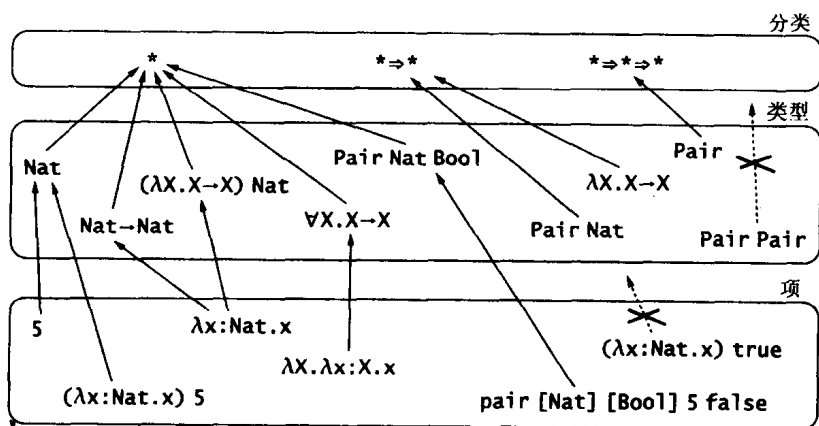 分类
* *⇒* *⇒*⇒*
类型
Nat (λX.X→X) Nat Pair Nat Bool λX.X→X Pair
Nat→Nat ∀X.X→X Pair Nat Pair Pair
项
5 λx:Nat.x (λx:Nat.x) true
λX.λx:X.x
(λx:Nat.x) 5 pair [Nat] [Bool] 5 false